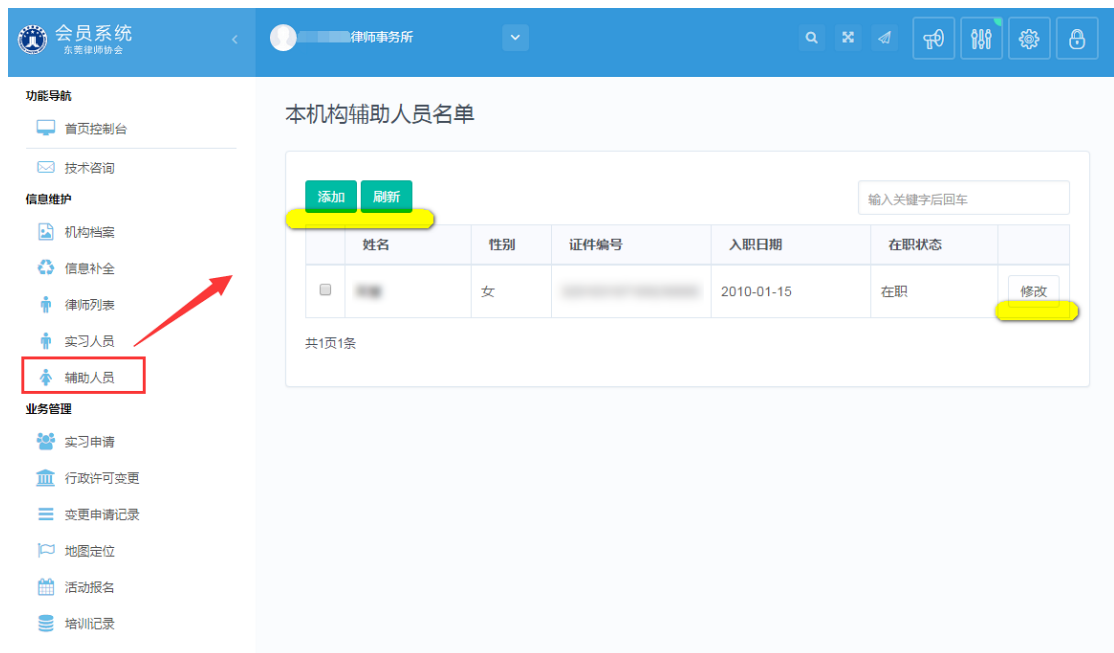 会员系统
东莞律师协会
律师事务所
功能导航
首页控制台
技术咨询
信息维护
机构档案
信息补全
律师列表
实习人员
辅助人员
业务管理
实习申请
行政许可变更
变更申请记录
地图定位
活动报名
培训记录
本机构辅助人员名单
添加 刷新 输入关键字后回车
姓名 性别 证件编号 入职日期 在职状态
女 2010-01-15 在职 修改
共1页1条